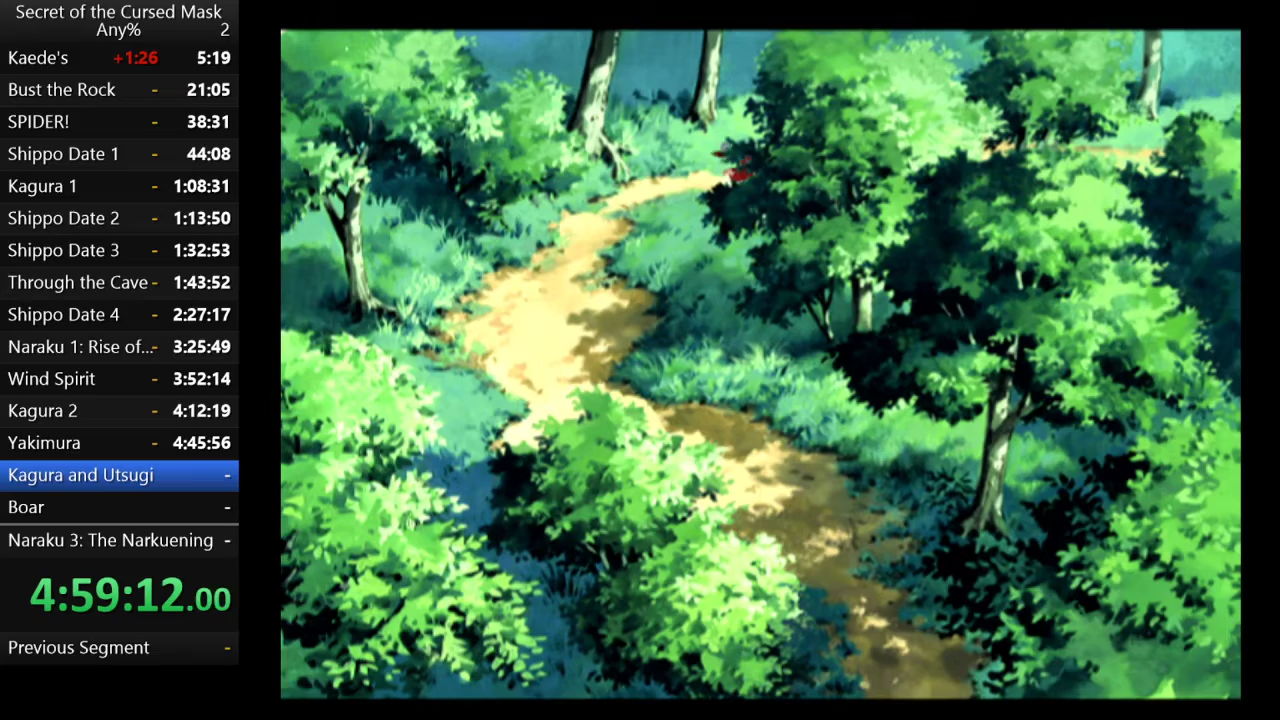 Secret of the Cursed Mask
Any% 2
Kaede's +1:26 5:19
Bust the Rock - 21:05
SPIDER! - 38:31
Shippo Date 1 - 44:08
Kagura 1 - 1:08:31
Shippo Date 2 - 1:13:50
Shippo Date 3 - 1:32:53
Through the Cave - 1:43:52
Shippo Date 4 - 2:27:17
Naraku 1: Rise of... - 3:25:49
Wind Spirit - 3:52:14
Kagura 2 - 4:12:19
Yakimura - 4:45:56
Kagura and Utsugi -
Boar -
Naraku 3: The Narkuening -
4:59:12.00
Previous Segment -